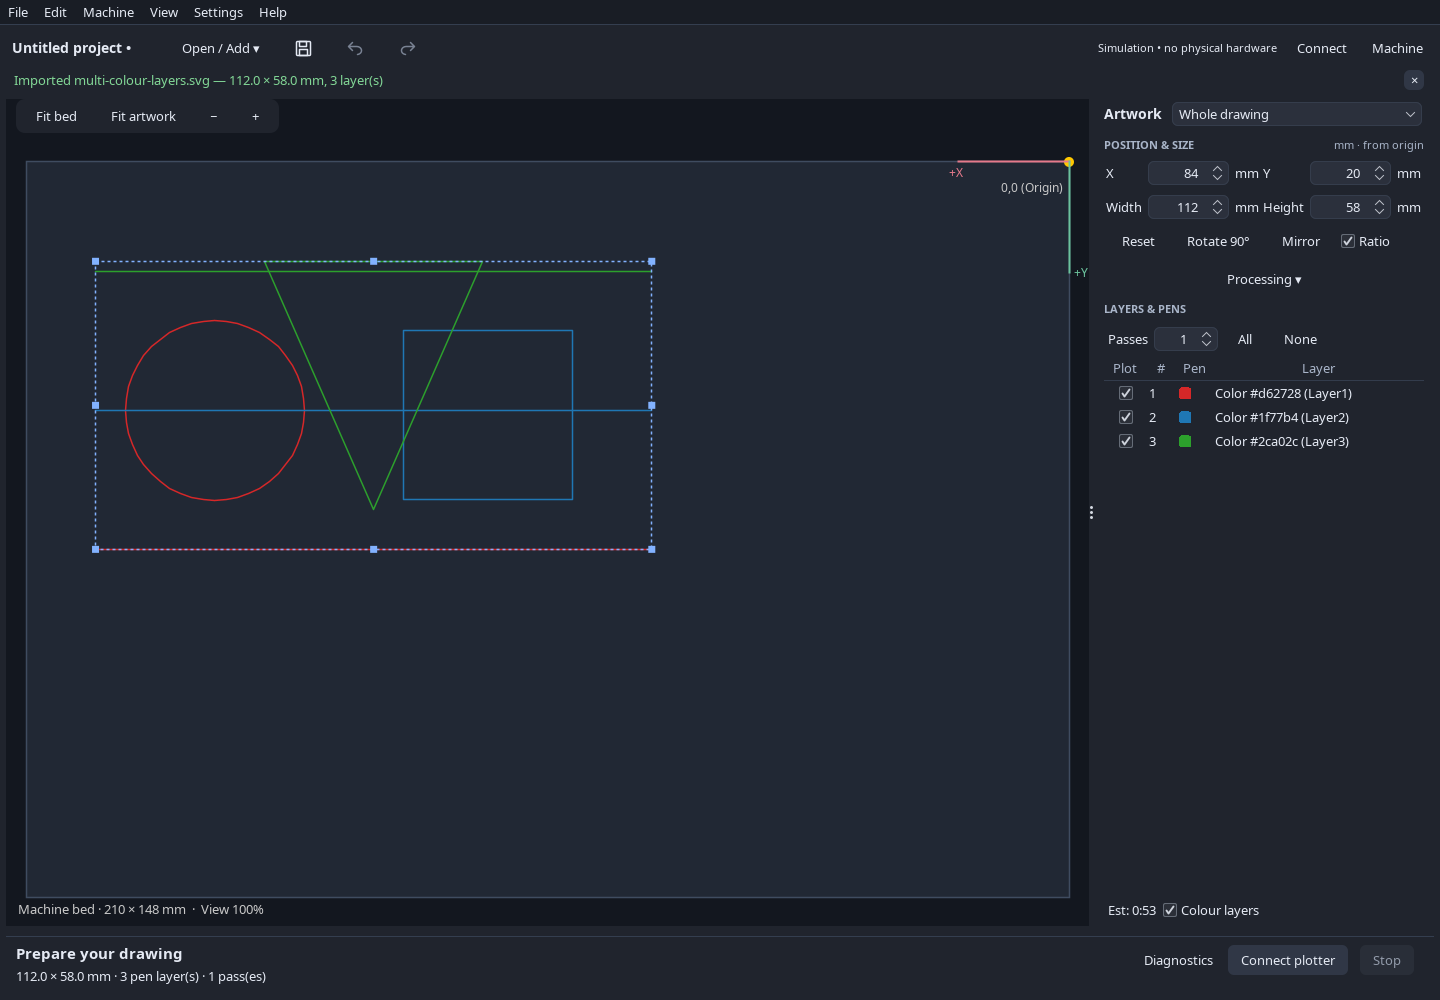 File Edit Machine View Settings Help
Untitled project • Open / Add ▾ Simulation • no physical hardware Connect Machine
Imported multi-colour-layers.svg — 112.0 × 58.0 mm, 3 layer(s) ×
Fit bed Fit artwork − +
Artwork Whole drawing
POSITION & SIZE mm · from origin
X 84 mm Y 20 mm
Width 112 mm Height 58 mm
Reset Rotate 90° Mirror Ratio
Processing ▾
LAYERS & PENS
Passes 1 All None
Plot # Pen Layer
1 Color #d62728 (Layer1)
2 Color #1f77b4 (Layer2)
3 Color #2ca02c (Layer3)
+X
0,0 (Origin)
+Y
Machine bed · 210 × 148 mm · View 100%
Est: 0:53 Colour layers
Prepare your drawing
112.0 × 58.0 mm · 3 pen layer(s) · 1 pass(es)
Diagnostics Connect plotter Stop